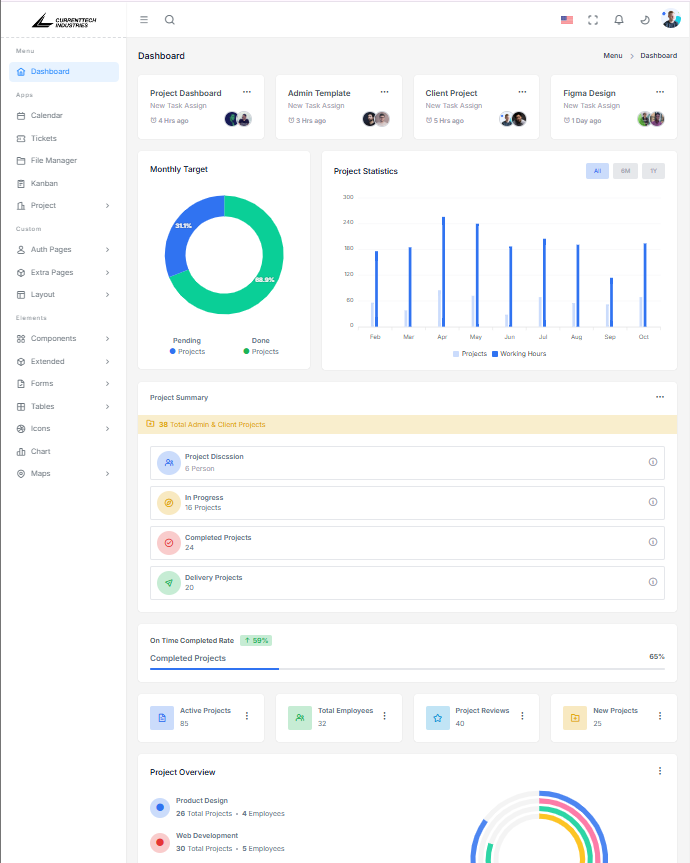 CURRENTTECH
INDUSTRIES
Menu
Dashboard
Apps
Calendar
Tickets
File Manager
Kanban
Project
Custom
Auth Pages
Extra Pages
Layout
Elements
Components
Extended
Forms
Tables
Icons
Chart
Maps
Dashboard
Menu > Dashboard
Project Dashboard
New Task Assign
4 Hrs ago
Admin Template
New Task Assign
3 Hrs ago
Client Project
New Task Assign
5 Hrs ago
Figma Design
New Task Assign
1 Day ago
Monthly Target
31.1%
68.9%
Pending
Projects
Done
Projects
Project Statistics
All 6M 1Y
300
240
180
120
60
0
Feb Mar Apr May Jun Jul Aug Sep Oct
Projects Working Hours
Project Summary
38 Total Admin & Client Projects
Project Discssion
6 Person
In Progress
16 Projects
Completed Projects
24
Delivery Projects
20
On Time Completed Rate ↑ 59%
Completed Projects 65%
Active Projects
85
Total Employees
32
Project Reviews
40
New Projects
25
Project Overview
Product Design
26 Total Projects • 4 Employees
Web Development
30 Total Projects • 5 Employees